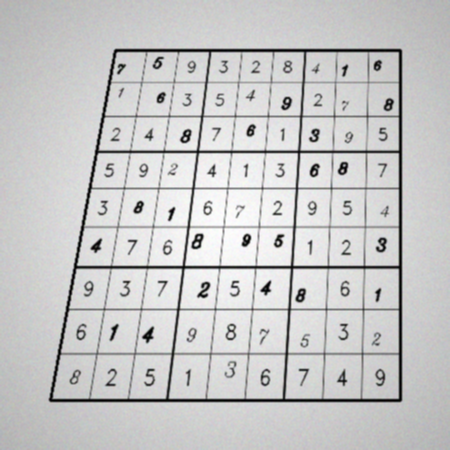 7 5 9 3 2 8 4 1 6
1 6 3 5 4 9 2 7 8
2 4 8 7 6 1 3 9 5
5 9 2 4 1 3 6 8 7
3 8 1 6 7 2 9 5 4
4 7 6 8 9 5 1 2 3
9 3 7 2 5 4 8 6 1
6 1 4 9 8 7 5 3 2
8 2 5 1 3 6 7 4 9